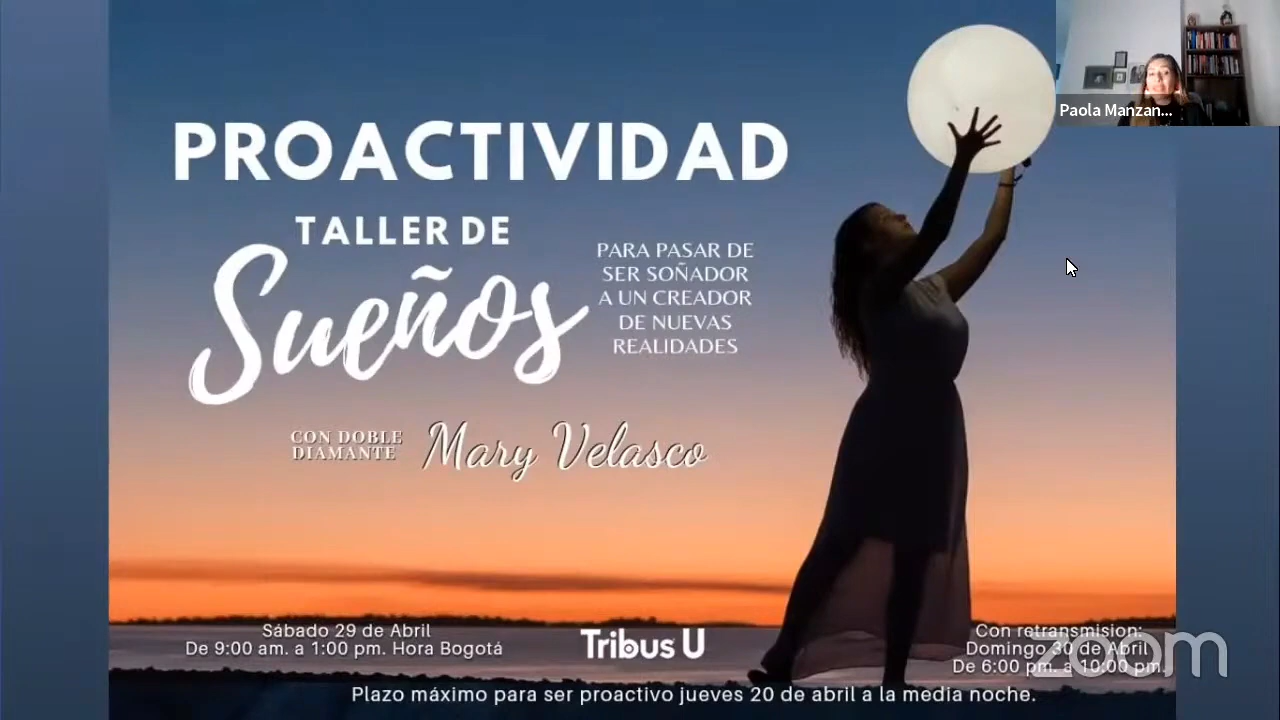 Paola Manzan...
PROACTIVIDAD
TALLER DE
Sueños
PARA PASAR DE
SER SOÑADOR
A UN CREADOR
DE NUEVAS
REALIDADES
CON DOBLE
DIAMANTE
Mary Velasco
Sábado 29 de Abril
De 9:00 am. a 1:00 pm. Hora Bogotá
Tribus U
Con retransmision:
Domingo 30 de Abril
De 6:00 pm. a 10:00 pm.
zoom
Plazo máximo para ser proactivo jueves 20 de abril a la media noche.